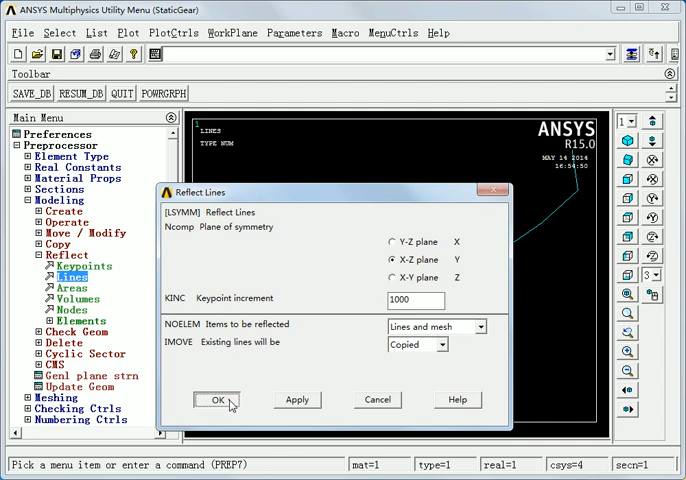 ANSYS Multiphysics Utility Menu (StaticGear)
File Select List Plot PlotCtrls WorkPlane Parameters Macro MenuCtrls Help
Toolbar
SAVE_DB RESUM_DB QUIT POWRGRPH
Main Menu
Preferences
Preprocessor
Element Type
Real Constants
Material Props
Sections
Modeling
Create
Operate
Move / Modify
Copy
Reflect
Keypoints
Lines
Areas
Volumes
Nodes
Elements
Check Geom
Delete
Cyclic Sector
CMS
Genl plane strn
Update Geom
Meshing
Checking Ctrls
Numbering Ctrls
1
LINES
TYPE NUM
ANSYS
R15.0
MAY 14 2014
16:54:50
Reflect Lines
[LSYMM] Reflect Lines
Ncomp Plane of symmetry
Y-Z plane X
X-Z plane Y
X-Y plane Z
KINC Keypoint increment 1000
NOELEM Items to be reflected Lines and mesh
IMOVE Existing lines will be Copied
OK Apply Cancel Help
1
3
Pick a menu item or enter a command (PREP7) mat=1 type=1 real=1 csys=4 secn=1